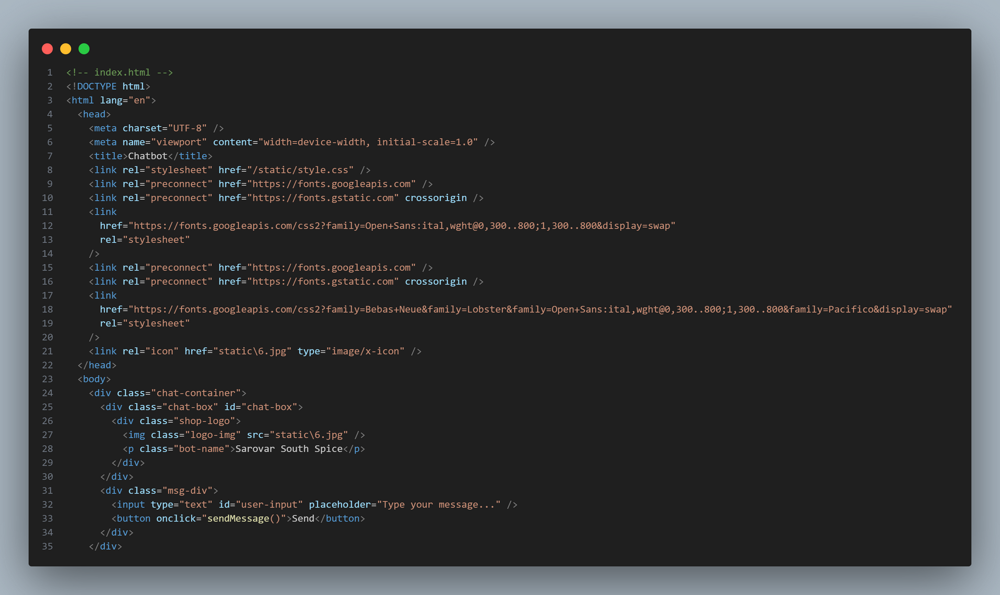 1 <!-- index.html -->
2 <!DOCTYPE html>
3 <html lang="en">
4   <head>
5     <meta charset="UTF-8" />
6     <meta name="viewport" content="width=device-width, initial-scale=1.0" />
7     <title>Chatbot</title>
8     <link rel="stylesheet" href="/static/style.css" />
9     <link rel="preconnect" href="https://fonts.googleapis.com" />
10     <link rel="preconnect" href="https://fonts.gstatic.com" crossorigin />
11     <link
12       href="https://fonts.googleapis.com/css2?family=Open+Sans:ital,wght@0,300..800;1,300..800&display=swap"
13       rel="stylesheet"
14     />
15     <link rel="preconnect" href="https://fonts.googleapis.com" />
16     <link rel="preconnect" href="https://fonts.gstatic.com" crossorigin />
17     <link
18       href="https://fonts.googleapis.com/css2?family=Bebas+Neue&family=Lobster&family=Open+Sans:ital,wght@0,300..800;1,300..800&family=Pacifico&display=swap"
19       rel="stylesheet"
20     />
21     <link rel="icon" href="static\6.jpg" type="image/x-icon" />
22   </head>
23   <body>
24     <div class="chat-container">
25       <div class="chat-box" id="chat-box">
26         <div class="shop-logo">
27           <img class="logo-img" src="static\6.jpg" />
28           <p class="bot-name">Sarovar South Spice</p>
29         </div>
30       </div>
31       <div class="msg-div">
32         <input type="text" id="user-input" placeholder="Type your message..." />
33         <button onclick="sendMessage()">Send</button>
34       </div>
35     </div>